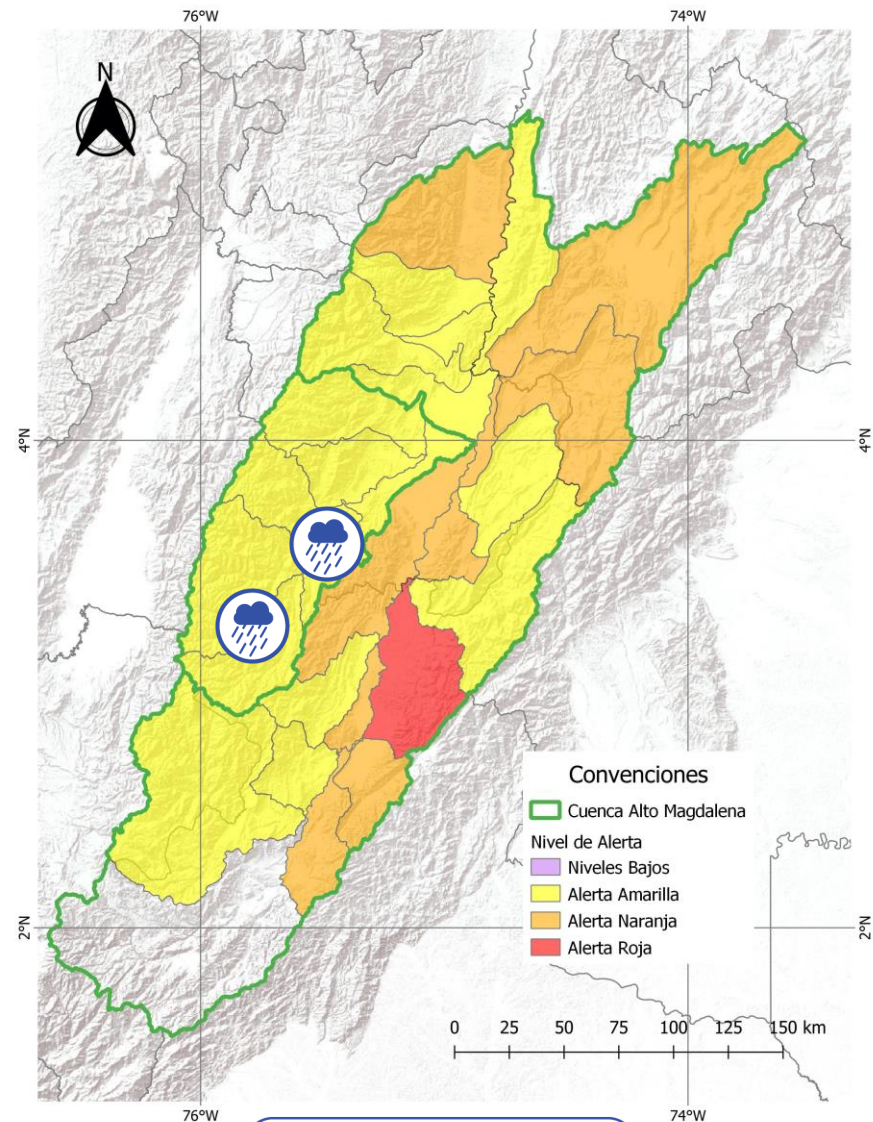 76°W
74°W
N
4°N
4°N
Convenciones
Cuenca Alto Magdalena
Nivel de Alerta
Niveles Bajos
Alerta Amarilla
Alerta Naranja
Alerta Roja
2°N
2°N
0 25 50 75 100 125 150 km
76°W
74°W